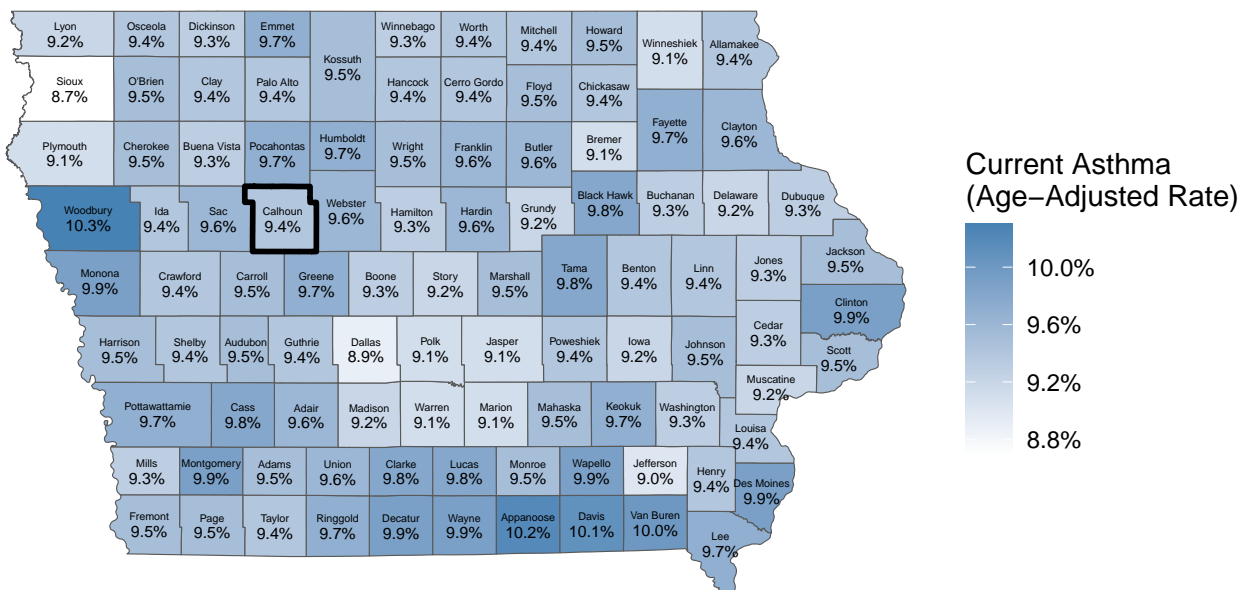 Lyon
9.2%
Osceola
9.4%
Dickinson
9.3%
Emmet
9.7%
Kossuth
9.5%
Winnebago
9.3%
Worth
9.4%
Mitchell
9.4%
Howard
9.5%
Winneshiek
9.1%
Allamakee
9.4%
Sioux
8.7%
O'Brien
9.5%
Clay
9.4%
Palo Alto
9.4%
Hancock
9.4%
Cerro Gordo
9.4%
Floyd
9.5%
Chickasaw
9.4%
Fayette
9.7%
Clayton
9.6%
Plymouth
9.1%
Cherokee
9.5%
Buena Vista
9.3%
Pocahontas
9.7%
Humboldt
9.7%
Wright
9.5%
Franklin
9.6%
Butler
9.6%
Bremer
9.1%
Woodbury
10.3%
Ida
9.4%
Sac
9.6%
Calhoun
9.4%
Webster
9.6%
Hamilton
9.3%
Hardin
9.6%
Grundy
9.2%
Black Hawk
9.8%
Buchanan
9.3%
Delaware
9.2%
Dubuque
9.3%
Monona
9.9%
Crawford
9.4%
Carroll
9.5%
Greene
9.7%
Boone
9.3%
Story
9.2%
Marshall
9.5%
Tama
9.8%
Benton
9.4%
Linn
9.4%
Jones
9.3%
Jackson
9.5%
Clinton
9.9%
Harrison
9.5%
Shelby
9.4%
Audubon
9.5%
Guthrie
9.4%
Dallas
8.9%
Polk
9.1%
Jasper
9.1%
Poweshiek
9.4%
Iowa
9.2%
Johnson
9.5%
Cedar
9.3%
Scott
9.5%
Muscatine
9.2%
Pottawattamie
9.7%
Cass
9.8%
Adair
9.6%
Madison
9.2%
Warren
9.1%
Marion
9.1%
Mahaska
9.5%
Keokuk
9.7%
Washington
9.3%
Louisa
9.4%
Mills
9.3%
Montgomery
9.9%
Adams
9.5%
Union
9.6%
Clarke
9.8%
Lucas
9.8%
Monroe
9.5%
Wapello
9.9%
Jefferson
9.0%
Henry
9.4%
Des Moines
9.9%
Fremont
9.5%
Page
9.5%
Taylor
9.4%
Ringgold
9.7%
Decatur
9.9%
Wayne
9.9%
Appanoose
10.2%
Davis
10.1%
Van Buren
10.0%
Lee
9.7%
Current Asthma
(Age−Adjusted Rate)
10.0%
9.6%
9.2%
8.8%